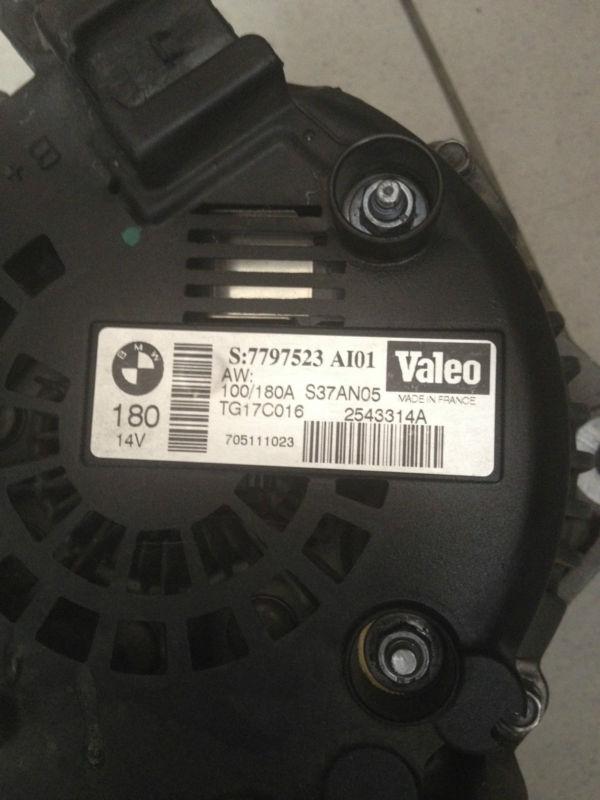 B +
BMW
S:7797523 AI01
Valeo
AW:
100/180A S37AN05
MADE IN FRANCE
180
TG17C016
2543314A
14V
705111023